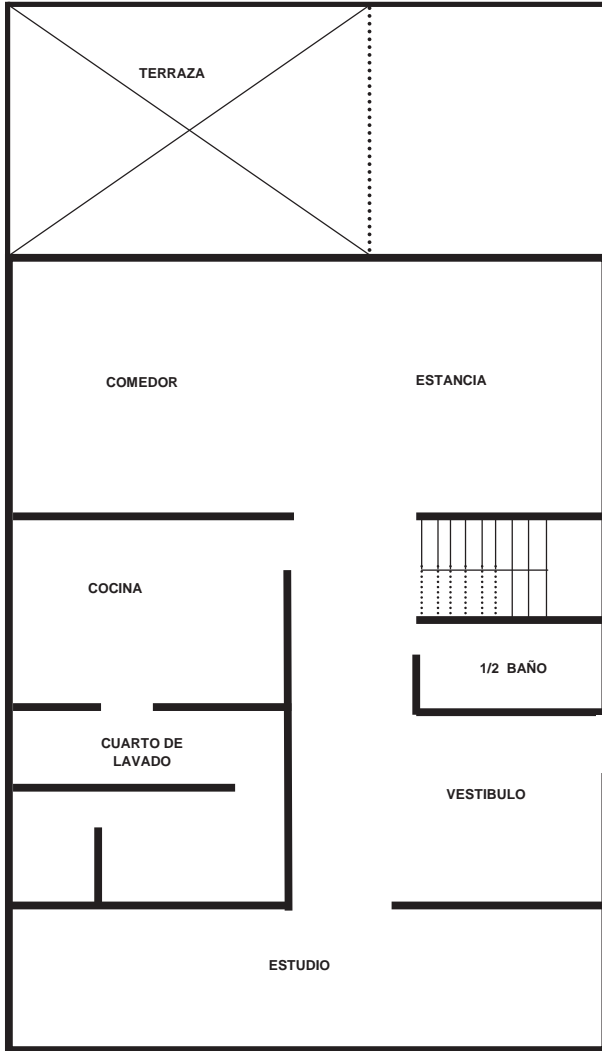 TERRAZA
COMEDOR
ESTANCIA
COCINA
1/2 BAÑO
CUARTO DE
LAVADO
VESTIBULO
ESTUDIO